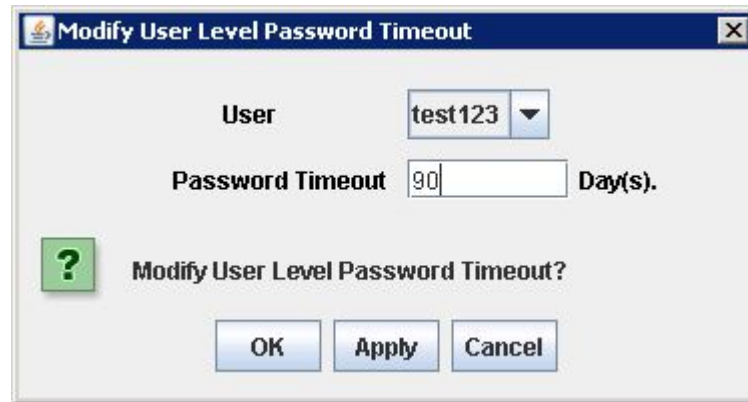 Modify User Level Password Timeout
User test123
Password Timeout 90 Day(s).
? Modify User Level Password Timeout?
OK Apply Cancel